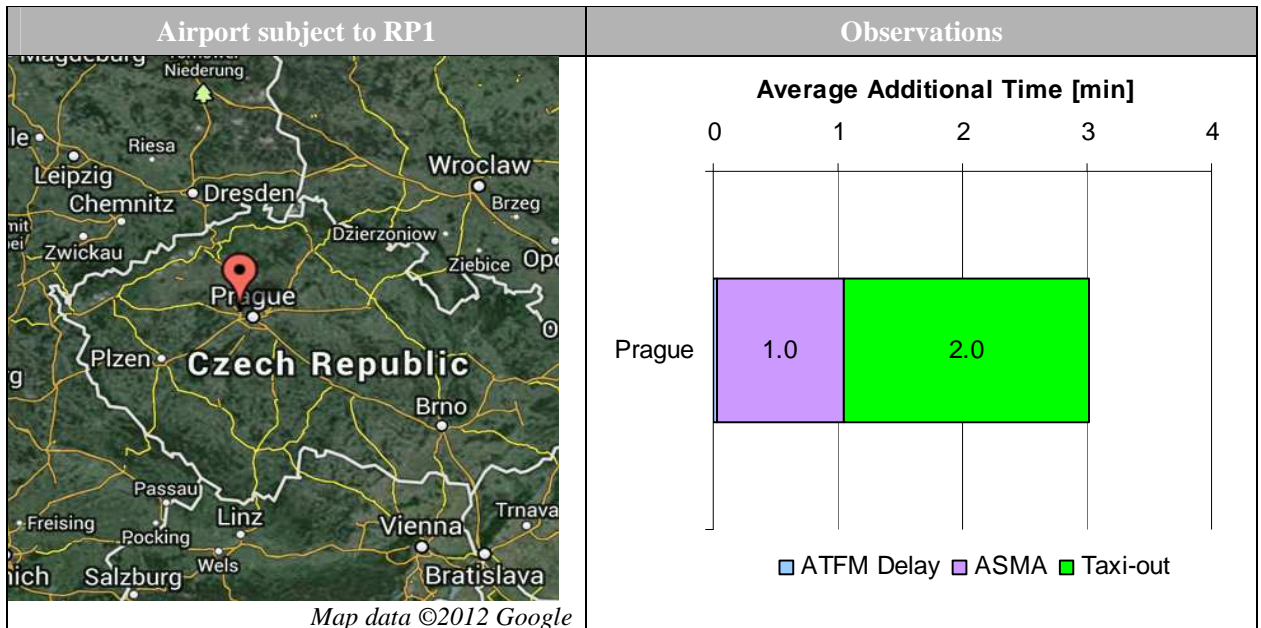 Airport subject to RP1
Observations
Magdeburg
Niederung
Riesa
Leipzig
Dresden
Wroclaw
Chemnitz
Brzeg
Dzierzoniow
Zwickau
Ziebice
Prague
Plzen
Czech Republic
Brno
Passau
Freising
Pocking
Linz
Vienna
Trnava
Wels
Salzburg
Bratislava
Map data ©2012 Google
Average Additional Time [min]
0 1 2 3 4
Prague 1.0 2.0
ATFM Delay ASMA Taxi-out